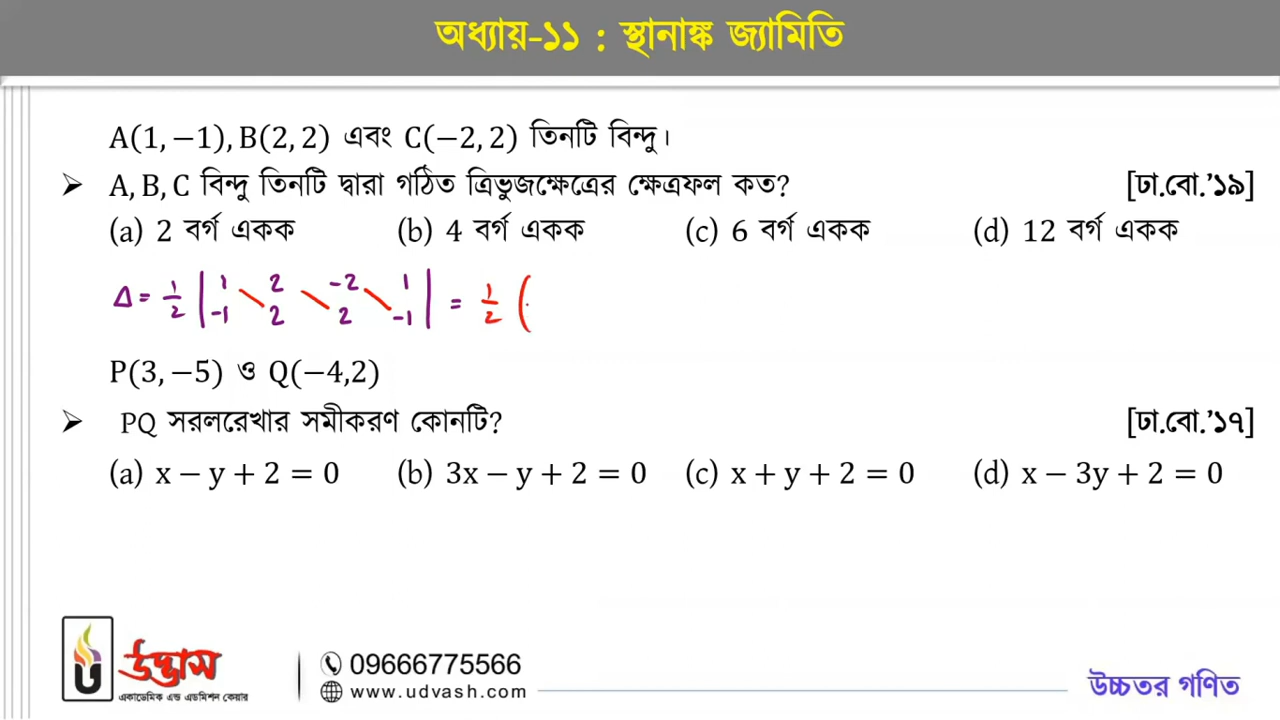 অধ্যায়-১১ : স্থানাঙ্ক জ্যামিতি
A(1, −1), B(2, 2) এবং C(−2, 2) তিনটি বিন্দু।
➢ A, B, C বিন্দু তিনটি দ্বারা গঠিত ত্রিভুজক্ষেত্রের ক্ষেত্রফল কত? [ঢা.বো.’১৯]
(a) 2 বর্গ একক (b) 4 বর্গ একক (c) 6 বর্গ একক (d) 12 বর্গ একক
Δ = 1/2 | 1 2 -2 1 | = 1/2 (
-1 2 2 -1
P(3, −5) ও Q(−4,2)
➢ PQ সরলরেখার সমীকরণ কোনটি? [ঢা.বো.’১৭]
(a) x − y + 2 = 0 (b) 3x − y + 2 = 0 (c) x + y + 2 = 0 (d) x − 3y + 2 = 0
উদ্ভাস
একাডেমিক এন্ড এডমিশন কেয়ার
09666775566
www.udvash.com
উচ্চতর গণিত